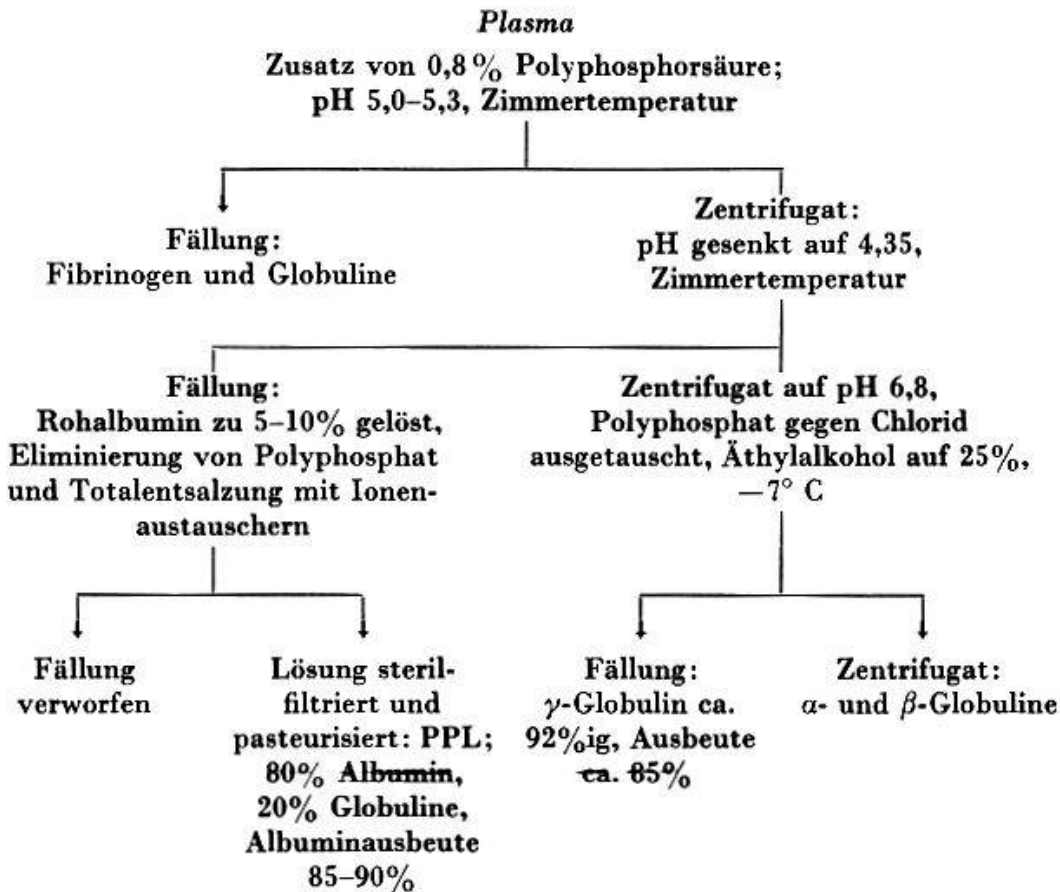 Plasma
Zusatz von 0,8% Polyphosphorsäure;
pH 5,0–5,3, Zimmertemperatur
Fällung:
Fibrinogen und Globuline
Zentrifugat:
pH gesenkt auf 4,35,
Zimmertemperatur
Fällung:
Rohalbumin zu 5–10% gelöst,
Eliminierung von Polyphosphat
und Totalentsalzung mit Ionen-
austauschern
Zentrifugat auf pH 6,8,
Polyphosphat gegen Chlorid
ausgetauscht, Äthylalkohol auf 25%,
—7° C
Fällung
verworfen
Lösung steril-
filtriert und
pasteurisiert: PPL;
80% Albumin,
20% Globuline,
Albuminausbeute
85–90%
Fällung:
γ-Globulin ca.
92%ig, Ausbeute
ca. 85%
Zentrifugat:
α- und β-Globuline